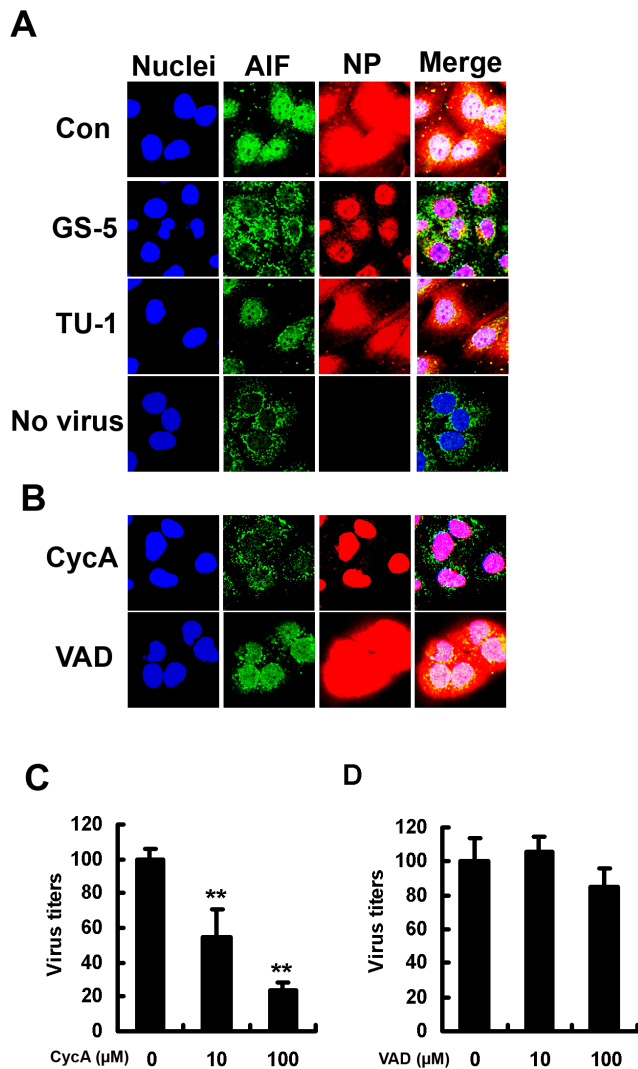 A
Nuclei AIF NP Merge
Con
GS-5
TU-1
No virus
B
CycA
VAD
C
Virus titers
120
100
80
60
40
20
0
**
**
CycA (µM) 0 10 100
D
Virus titers
120
100
80
60
40
20
0
VAD (µM) 0 10 100